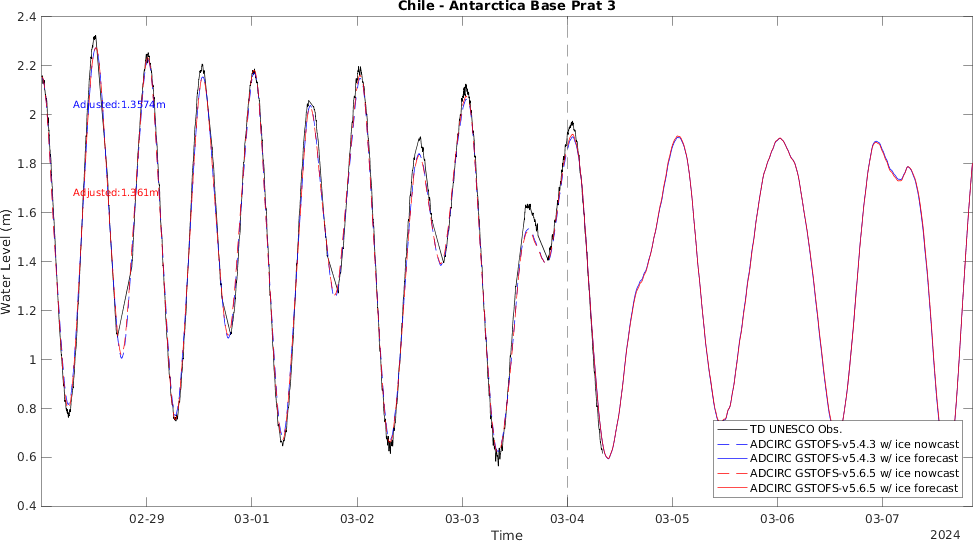 Chile - Antarctica Base Prat 3
2.4
2.2
2
1.8
1.6
1.4
1.2
1
0.8
0.6
0.4
Water Level (m)
Adjusted:1.3574m
Adjusted:1.361m
TD UNESCO Obs.
ADCIRC GSTOFS-v5.4.3 w/ ice nowcast
ADCIRC GSTOFS-v5.4.3 w/ ice forecast
ADCIRC GSTOFS-v5.6.5 w/ ice nowcast
ADCIRC GSTOFS-v5.6.5 w/ ice forecast
02-29 03-01 03-02 03-03 03-04 03-05 03-06 03-07
Time
2024